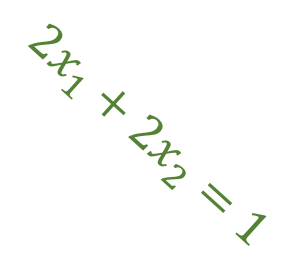 2x₁ + 2x₂ = 1